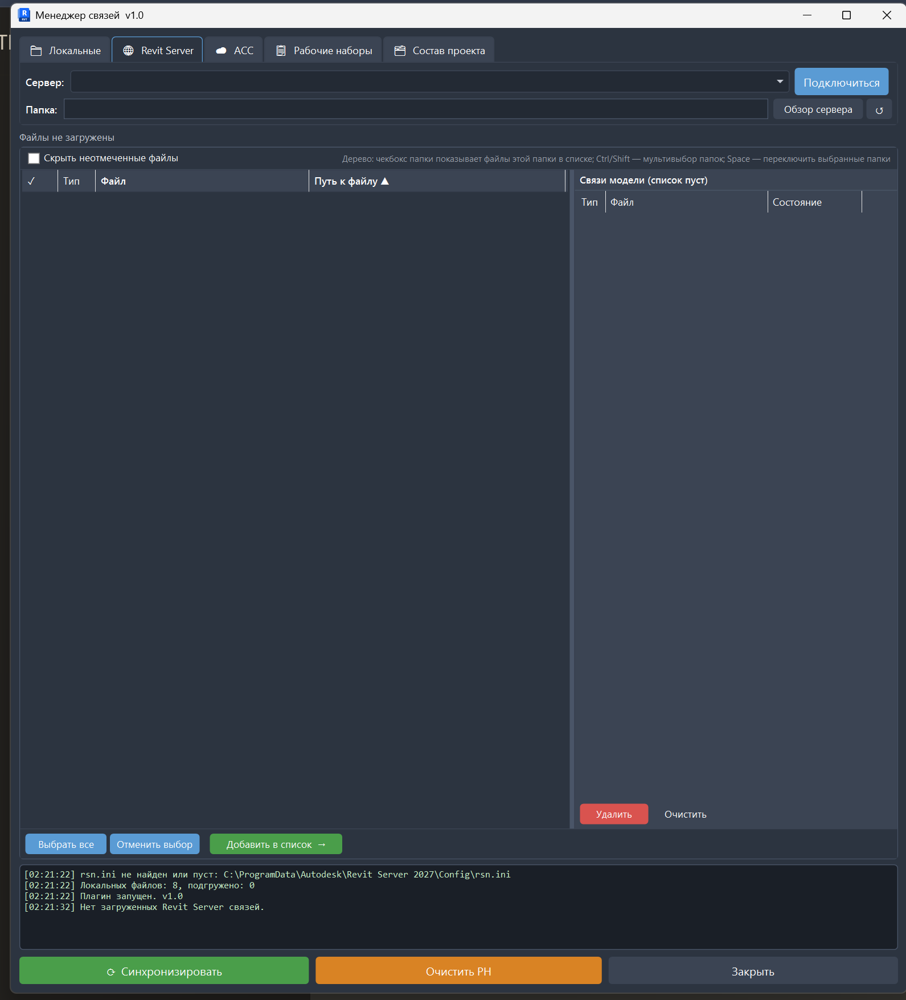 Менеджер связей v1.0
Локальные
Revit Server
ACC
Рабочие наборы
Состав проекта
Сервер:
Подключиться
Папка:
Обзор сервера
↺
Файлы не загружены
Скрыть неотмеченные файлы
Дерево: чекбокс папки показывает файлы этой папки в списке; Ctrl/Shift — мультивыбор папок; Space — переключить выбранные папки
✓ Тип Файл Путь к файлу ▲
Связи модели (список пуст)
Тип Файл Состояние
Удалить
Очистить
Выбрать все
Отменить выбор
Добавить в список →
[02:21:22] rsn.ini не найден или пуст: C:\ProgramData\Autodesk\Revit Server 2027\Config\rsn.ini
[02:21:22] Локальных файлов: 8, подгружено: 0
[02:21:22] Плагин запущен. v1.0
[02:21:32] Нет загруженных Revit Server связей.
⟳ Синхронизировать
Очистить РН
Закрыть